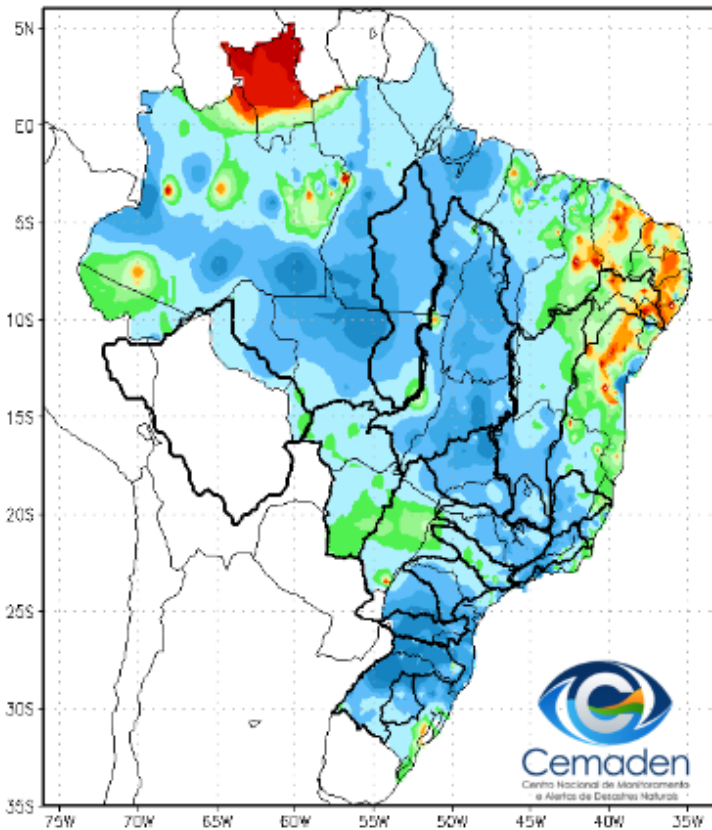 5N
EQ
5S
10S
15S
20S
25S
30S
35S
75W 70W 65W 60W 55W 50W 45W 40W 35W
Cemaden
Centro Nacional de Monitoramento
e Alertas de Desastres Naturais